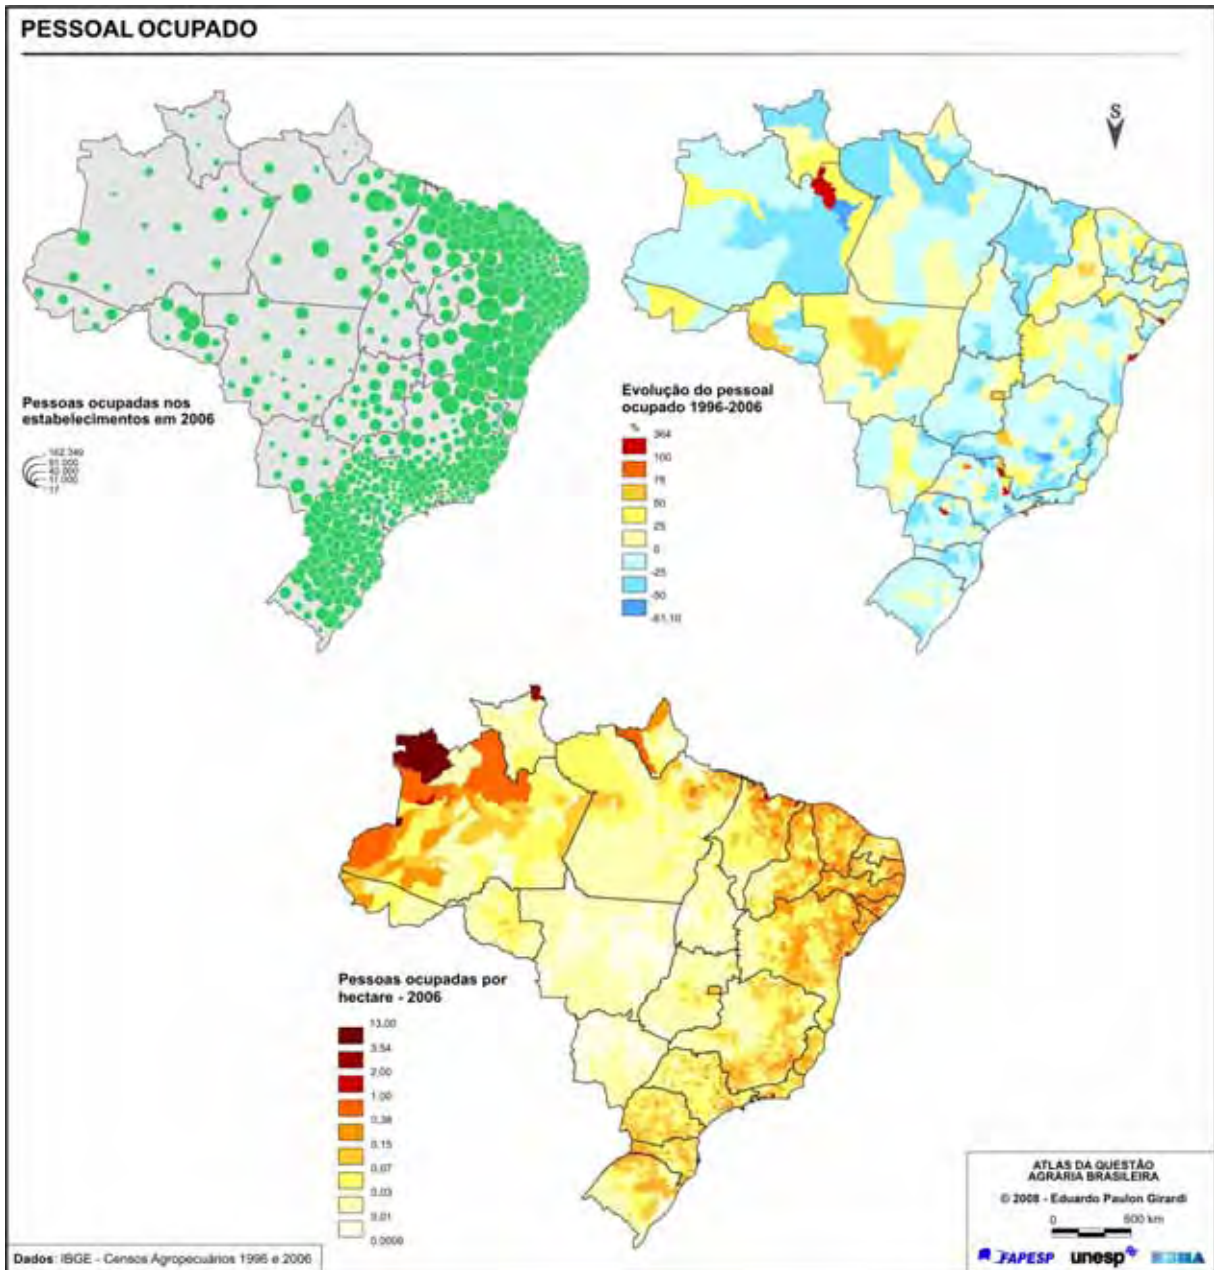 PESSOAL OCUPADO
S
Pessoas ocupadas nos
estabelecimentos em 2006
162.349
91.000
17
Evolução do pessoal
ocupado 1996-2006
%
364
100
75
50
25
0
-25
-50
-61,10
Pessoas ocupadas por
hectare - 2006
13,00
3,54
2,00
1,00
0,38
0,15
0,07
0,03
0,01
0,0000
ATLAS DA QUESTÃO
AGRARIA BRASILEIRA
© 2008 - Eduardo Paulon Girardi
0 600 km
FAPESP unesp
Dados: IBGE - Censos Agropecuários 1996 e 2006